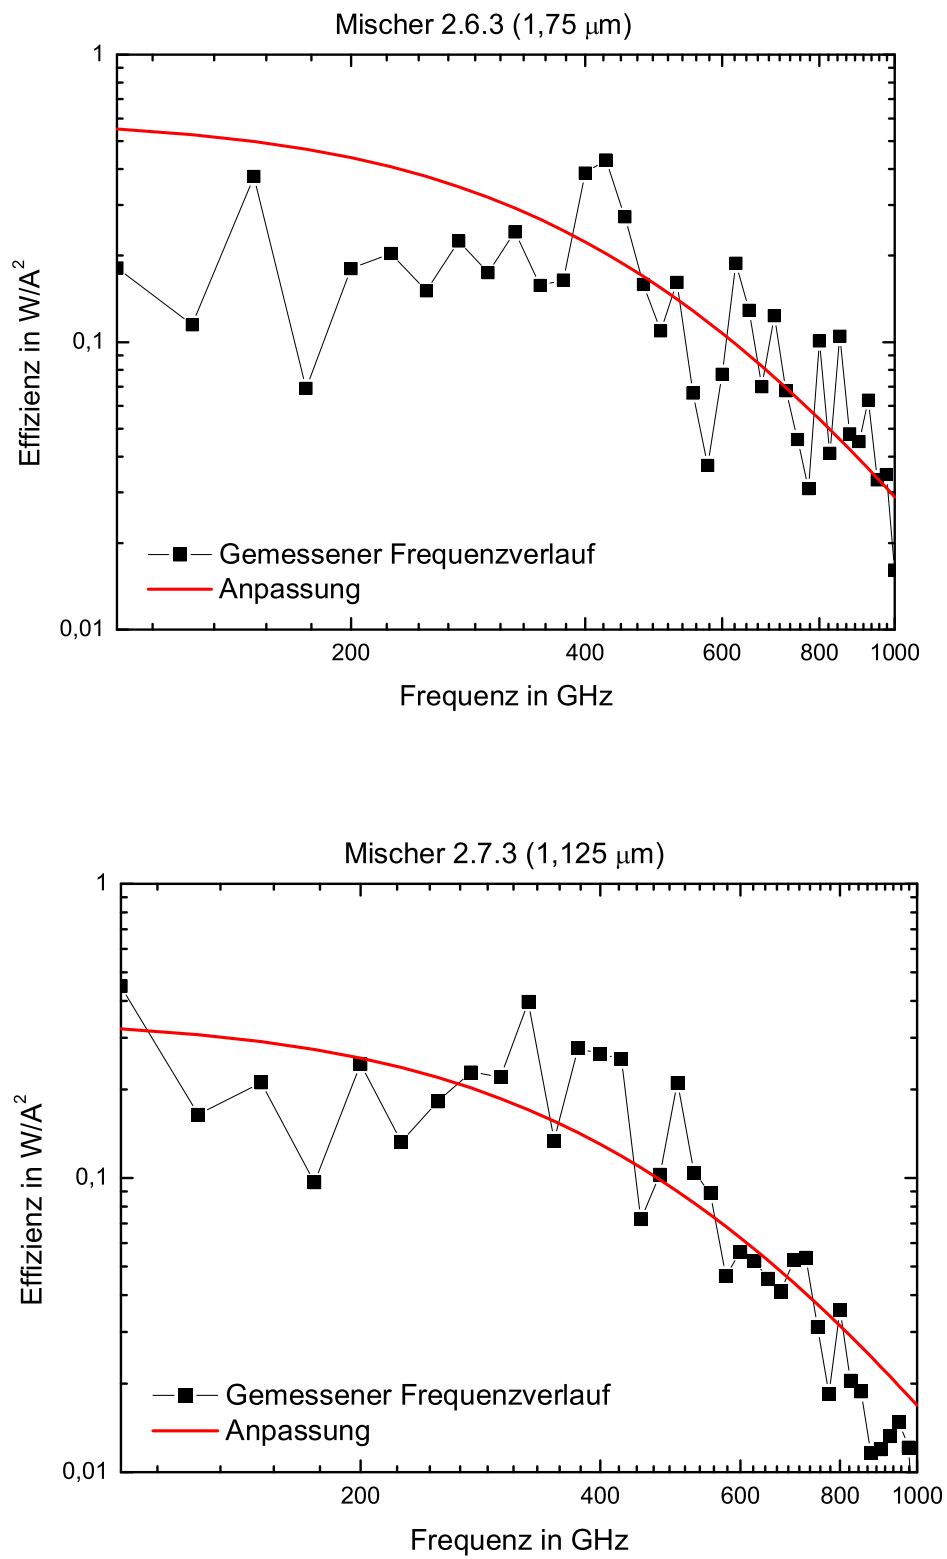 Mischer 2.6.3 (1,75 μm)
1
0,1
0,01
Effizienz in W/A²
Gemessener Frequenzverlauf
Anpassung
200 400 600 800 1000
Frequenz in GHz
Mischer 2.7.3 (1,125 μm)
1
0,1
0,01
Effizienz in W/A²
Gemessener Frequenzverlauf
Anpassung
200 400 600 800 1000
Frequenz in GHz